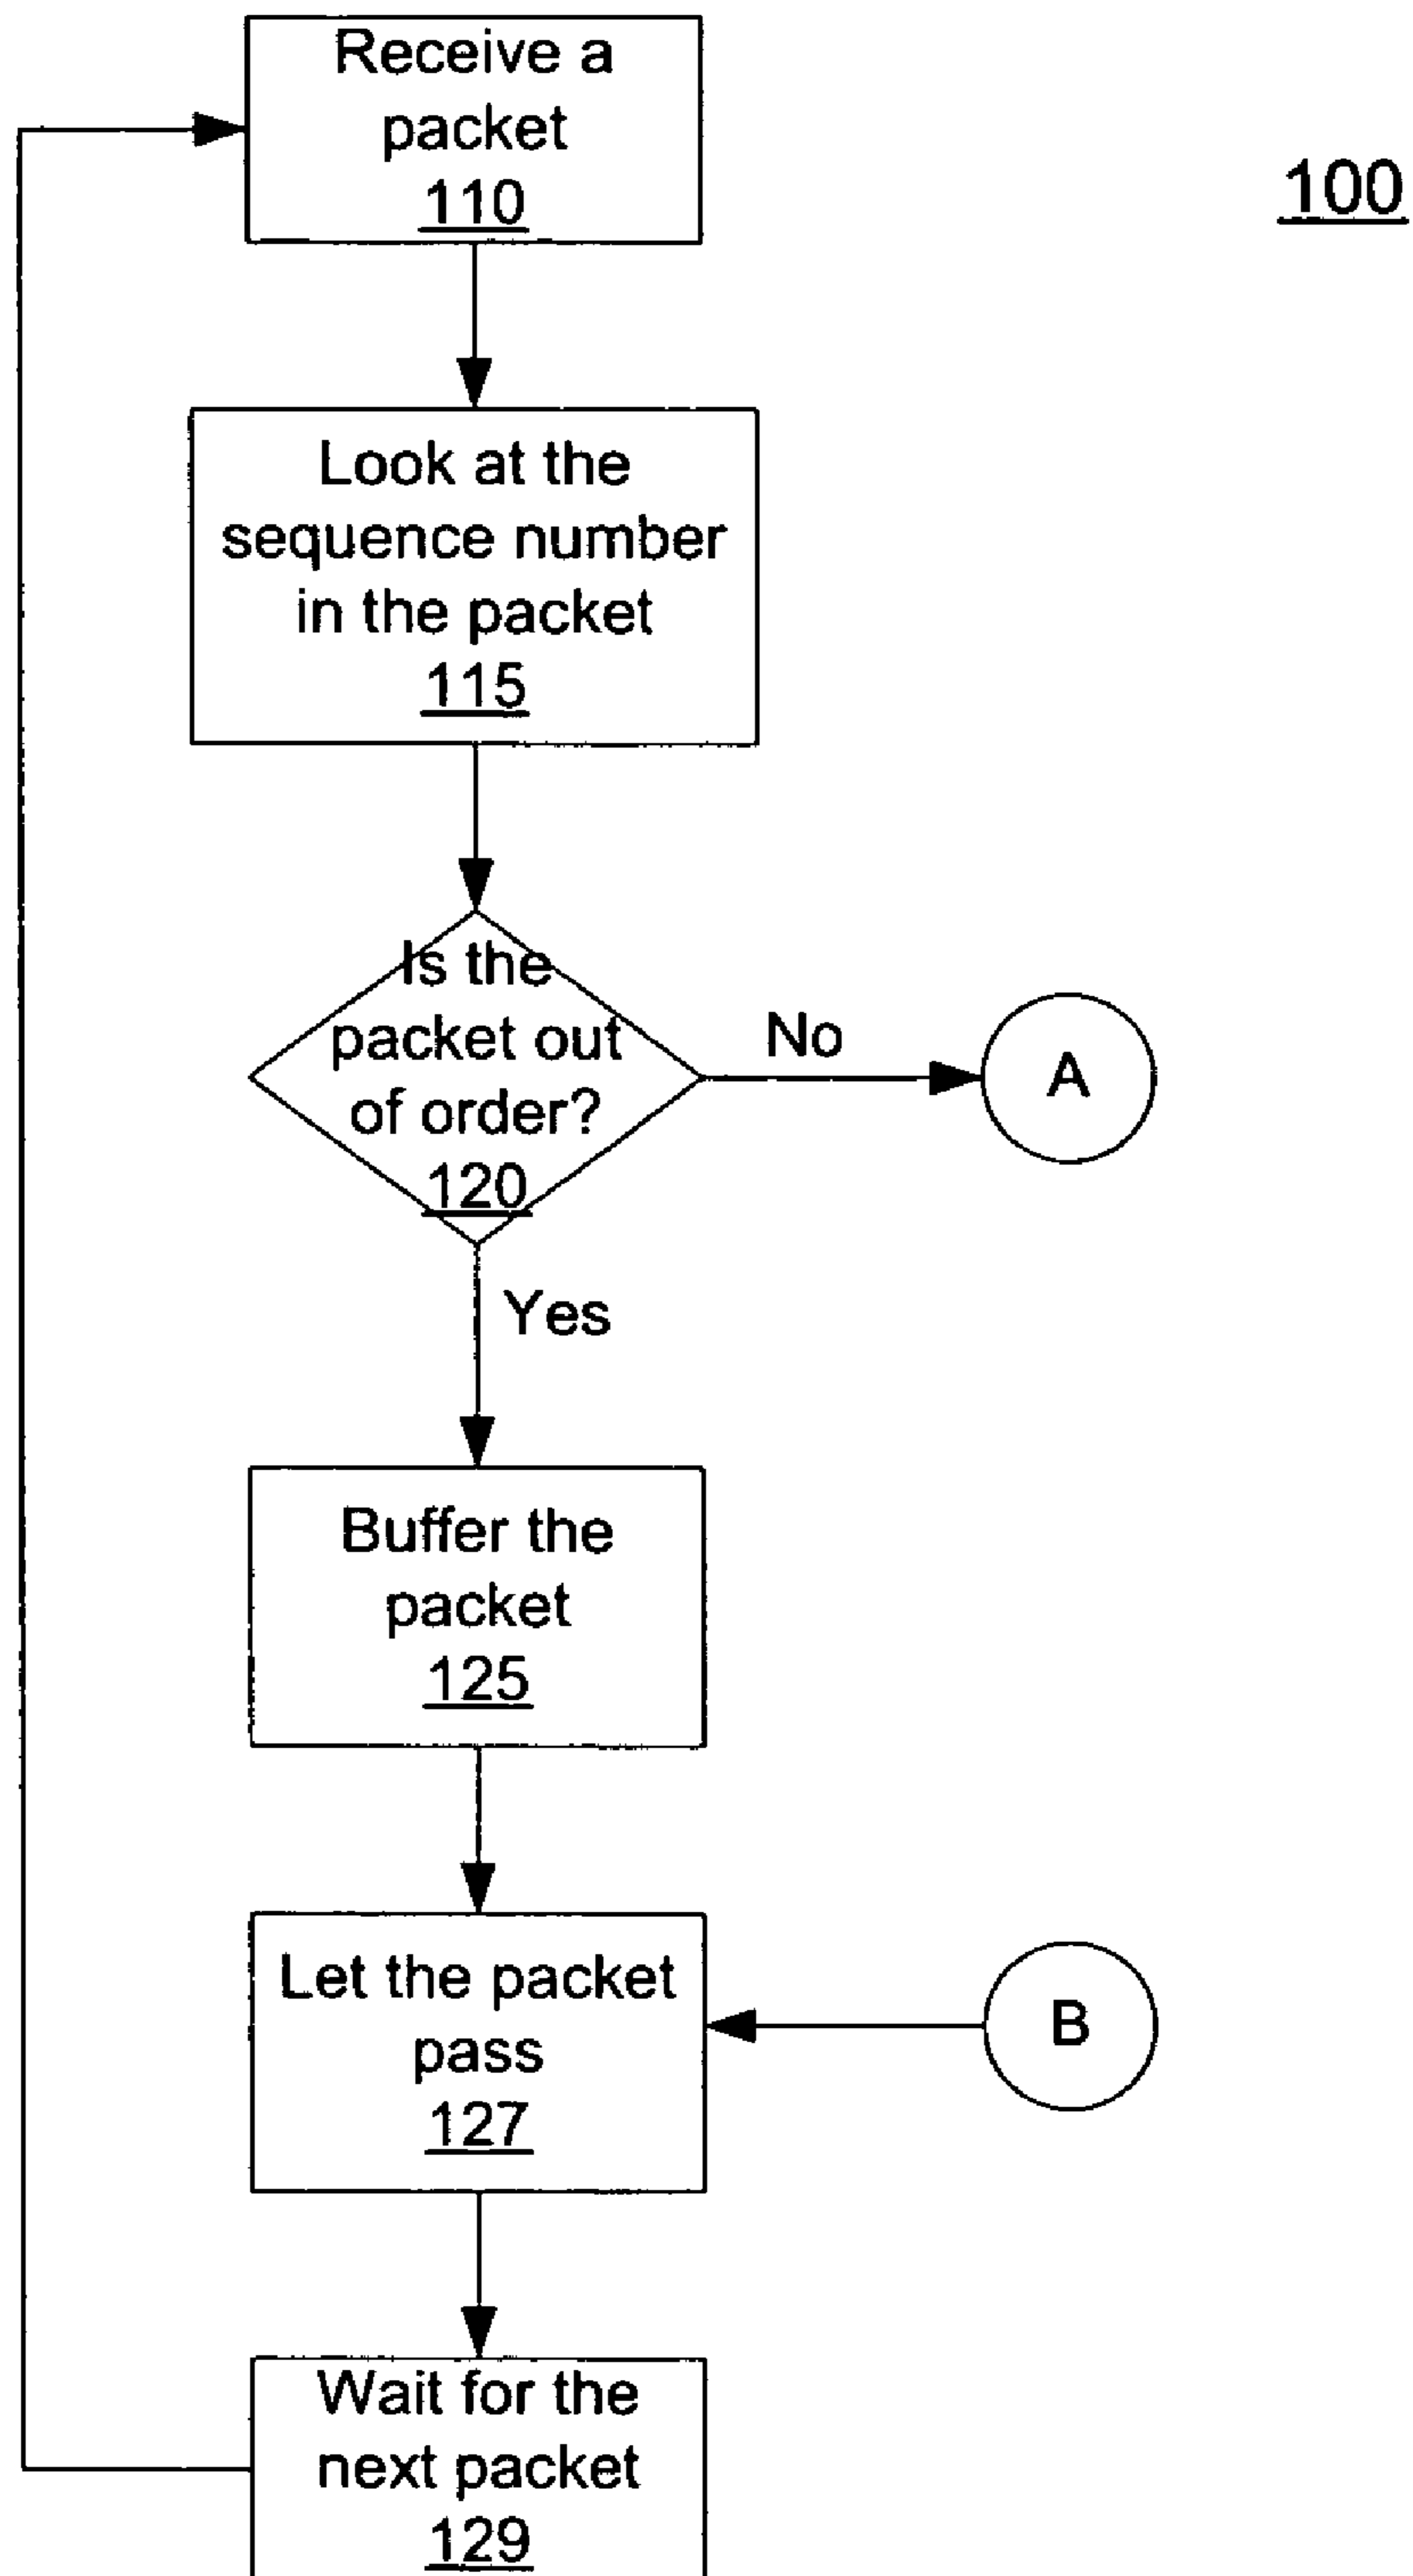 Receive a
packet
110
100
Look at the
sequence number
in the packet
115
Is the
packet out
of order?
120
No
A
Yes
Buffer the
packet
125
Let the packet
pass
127
B
Wait for the
next packet
129